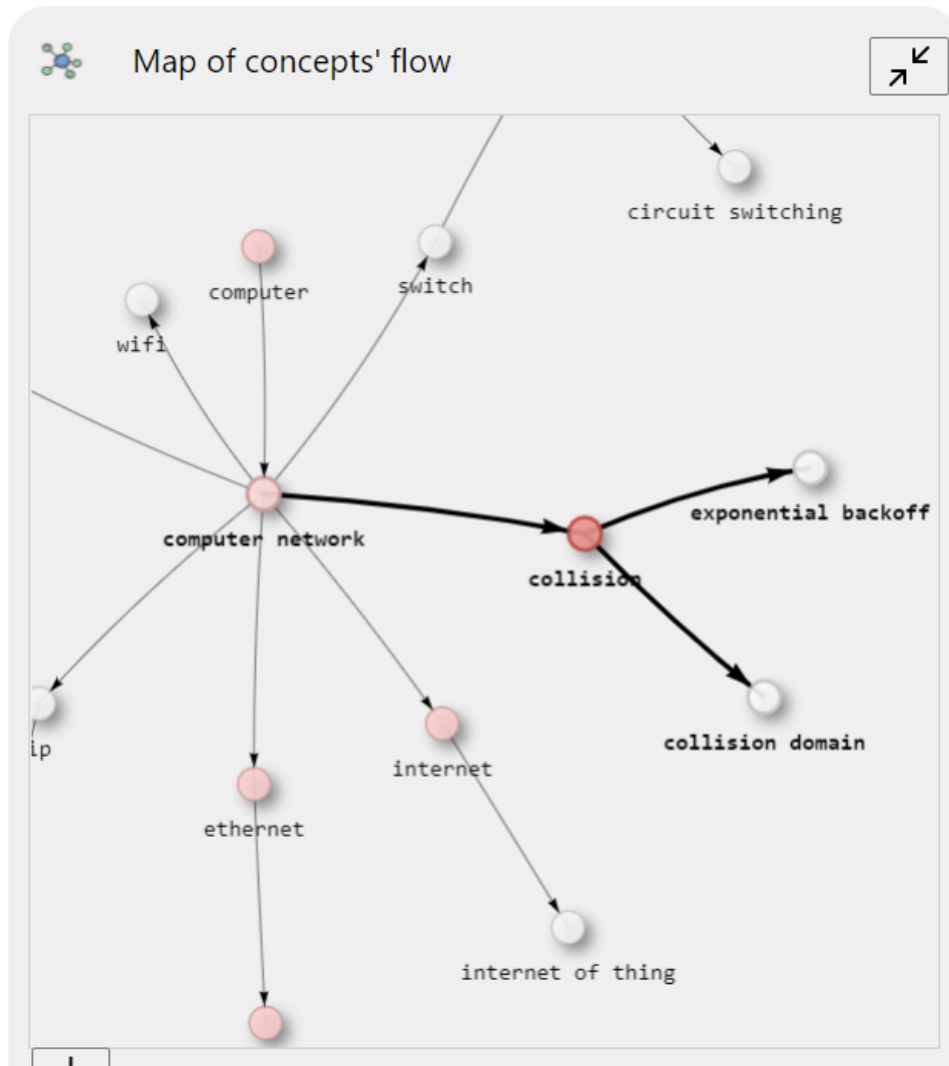 Map of concepts' flow
circuit switching
computer
switch
wifi
exponential backoff
computer network
collision
collision domain
ip
internet
ethernet
internet of thing